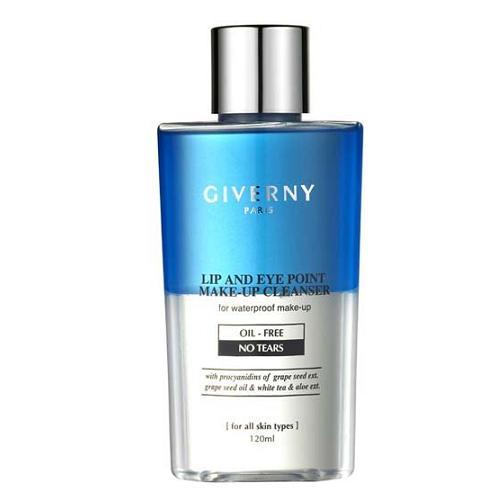 GIVERNY
PARIS
LIP AND EYE POINT
MAKE-UP CLEANSER
for waterproof make-up
OIL - FREE
NO TEARS
with procyanidins of grape seed ext.
grape seed oil & white tea & aloe ext.
[ for all skin types ]
120ml